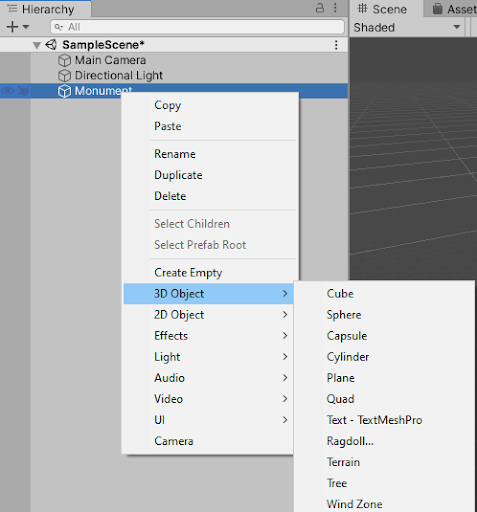 Hierarchy
All
SampleScene*
Main Camera
Directional Light
Monument
Copy
Paste
Rename
Duplicate
Delete
Select Children
Select Prefab Root
Create Empty
3D Object
2D Object
Effects
Light
Audio
Video
UI
Camera
Cube
Sphere
Capsule
Cylinder
Plane
Quad
Text - TextMeshPro
Ragdoll...
Terrain
Tree
Wind Zone
Scene
Asset
Shaded